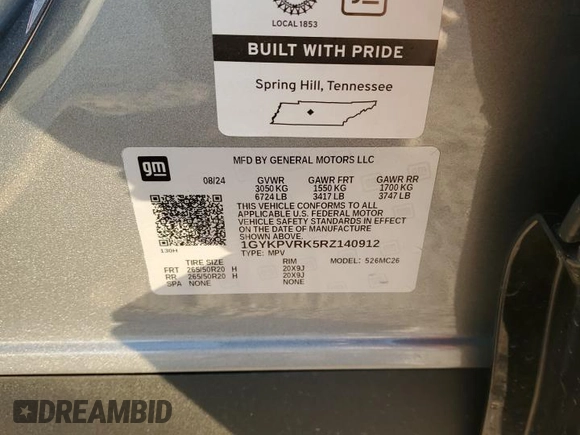 LOCAL 1853
BUILT WITH PRIDE
Spring Hill, Tennessee
gm
MFD BY GENERAL MOTORS LLC
08/24 GVWR GAWR FRT GAWR RR
3050 KG 1550 KG 1700 KG
6724 LB 3417 LB 3747 LB
THIS VEHICLE CONFORMS TO ALL
APPLICABLE U.S. FEDERAL MOTOR
VEHICLE SAFETY STANDARDS IN EFFECT
ON THE DATE OF MANUFACTURE SHOWN ABOVE.
1GYKPVRK5RZ140912
130H
TYPE: MPV MODEL: 526MC26
TIRE SIZE RIM
FRT 265/50R20 H 20X9J
RR 265/50R20 H 20X9J
SPA NONE NONE
DREAMBID